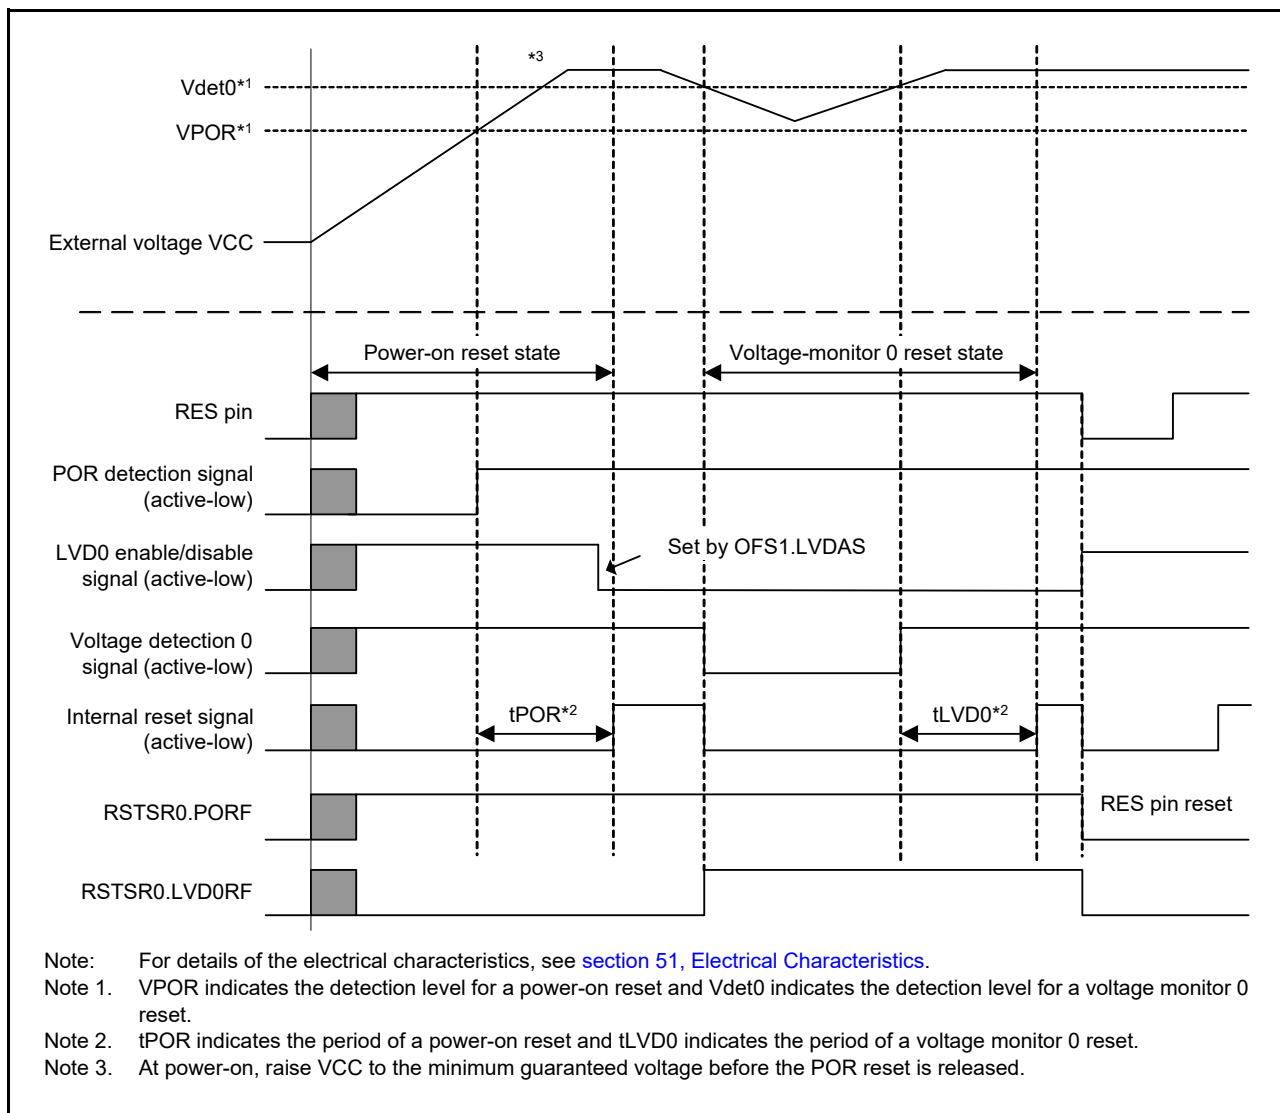 *3
Vdet0*1
VPOR*1
External voltage VCC
Power-on reset state
Voltage-monitor 0 reset state
RES pin
POR detection signal
(active-low)
LVD0 enable/disable
signal (active-low)
Set by OFS1.LVDAS
Voltage detection 0
signal (active-low)
Internal reset signal
(active-low)
tPOR*2
tLVD0*2
RSTSR0.PORF
RES pin reset
RSTSR0.LVD0RF
Note: For details of the electrical characteristics, see section 51, Electrical Characteristics.
Note 1. VPOR indicates the detection level for a power-on reset and Vdet0 indicates the detection level for a voltage monitor 0
reset.
Note 2. tPOR indicates the period of a power-on reset and tLVD0 indicates the period of a voltage monitor 0 reset.
Note 3. At power-on, raise VCC to the minimum guaranteed voltage before the POR reset is released.